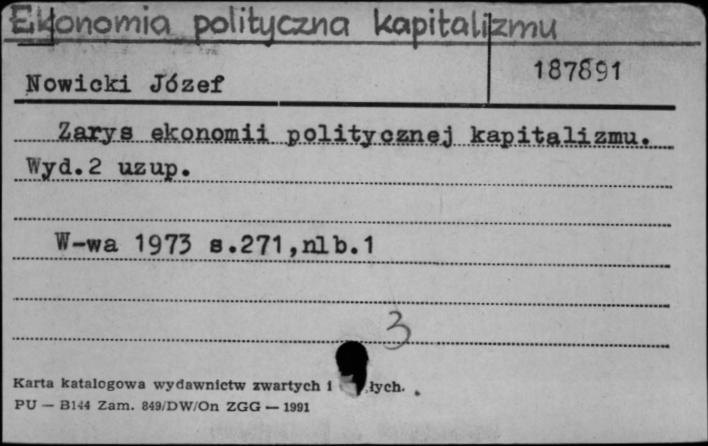 Ekonomia polityczna kapitalizmu
Nowicki Józef
187891
Zarys ekonomii politycznej kapitalizmu.
Wyd.2 uzup.
W-wa 1973 s.271,nlb.1
3
Karta katalogowa wydawnictw zwartych i łych.
PU — B144 Zam. 849/DW/On ZGG — 1991